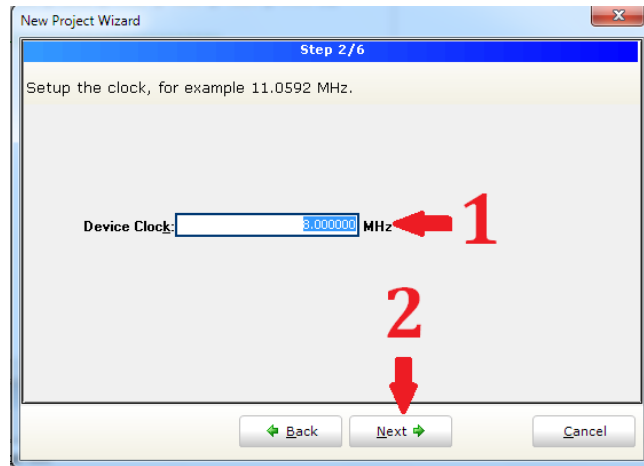 New Project Wizard
Step 2/6
Setup the clock, for example 11.0592 MHz.
Device Clock: 8.000000 MHz 1
2
Back Next Cancel